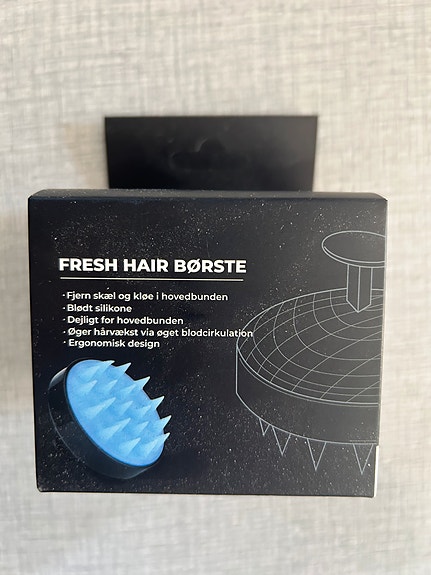 FRESH HAIR BØRSTE
· Fjern skæl og kløe i hovedbunden
· Blødt silikone
· Dejligt for hovedbunden
· Øger hårvækst via øget blodcirkulation
· Ergonomisk design